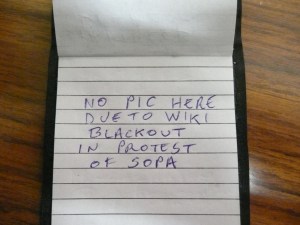 NO PIC HERE
DUE TO WIKI
BLACKOUT
IN PROTEST
OF SOPA